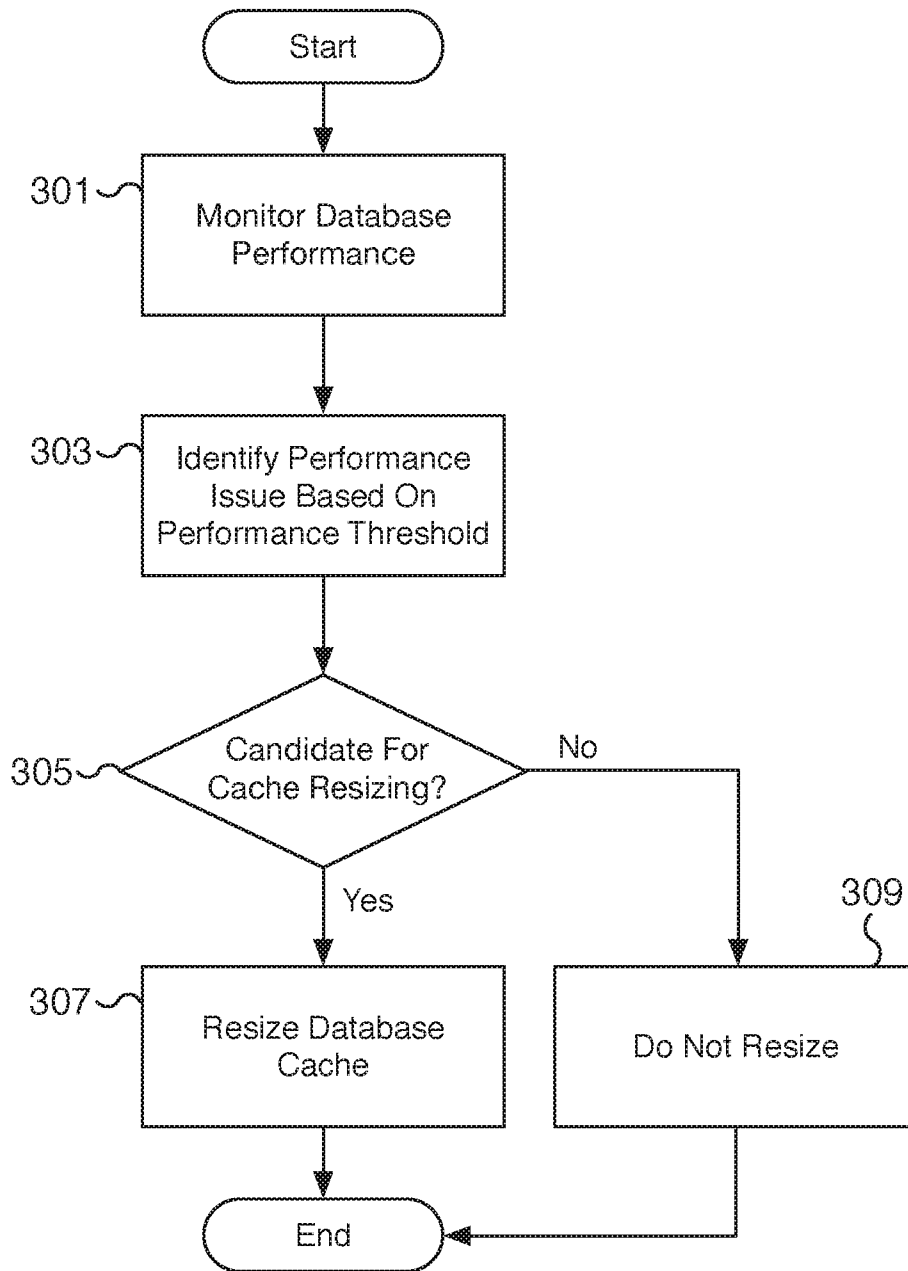 Start
301
Monitor Database
Performance
303
Identify Performance
Issue Based On
Performance Threshold
305
Candidate For
Cache Resizing?
No
Yes
309
307
Resize Database
Cache
Do Not Resize
End